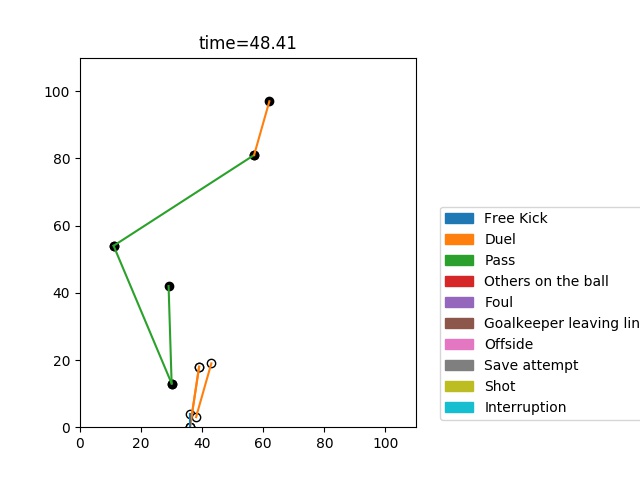 time=48.41
100
80
60
40
20
0
0 20 40 60 80 100
Free Kick
Duel
Pass
Others on the ball
Foul
Goalkeeper leaving lin
Offside
Save attempt
Shot
Interruption